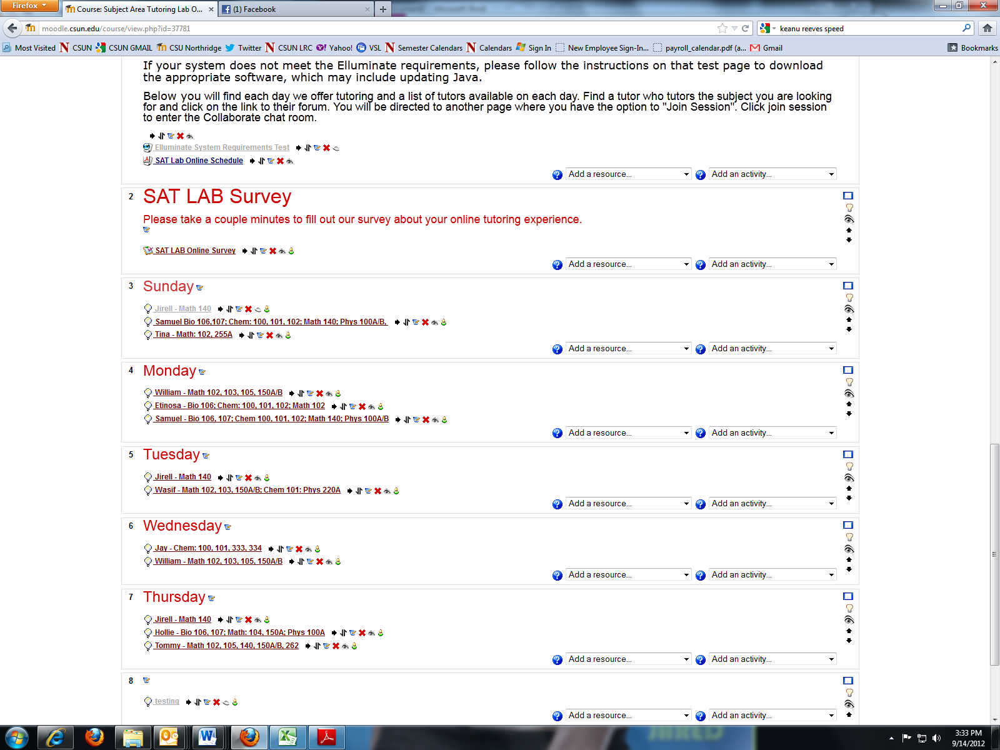 Firefox
Course: Subject Area Tutoring Lab O...
(1) Facebook
moodle.csun.edu/course/view.php?id=37781
keanu reeves speed
Most Visited
CSUN
CSUN GMAIL
CSU Northridge
Twitter
CSUN LRC
Yahoo!
VSL
Semester Calendars
Calendars
Sign In
New Employee Sign-In...
payroll_calendar.pdf (a...
Gmail
Bookmarks
If your system does not meet the Elluminate requirements, please follow the instructions on that test page to download
the appropriate software, which may include updating Java.
Below you will find each day we offer tutoring and a list of tutors available on each day. Find a tutor who tutors the subject you are looking
for and click on the link to their forum. You will be directed to another page where you have the option to "Join Session". Click join session
to enter the Collaborate chat room.
Elluminate System Requirements Test
SAT Lab Online Schedule
Add a resource... Add an activity...
2 SAT LAB Survey
Please take a couple minutes to fill out our survey about your online tutoring experience.
SAT LAB Online Survey
Add a resource... Add an activity...
3 Sunday
Jirell - Math 140
Samuel Bio 106,107; Chem: 100, 101, 102; Math 140; Phys 100A/B,
Tina - Math: 102, 255A
Add a resource... Add an activity...
4 Monday
William - Math 102, 103, 105, 150A/B
Etinosa - Bio 106; Chem: 100, 101, 102; Math 102
Samuel - Bio 106, 107; Chem 100, 101, 102; Math 140; Phys 100A/B
Add a resource... Add an activity...
5 Tuesday
Jirell - Math 140
Wasif - Math 102, 103, 150A/B; Chem 101: Phys 220A
Add a resource... Add an activity...
6 Wednesday
Jay - Chem: 100, 101, 333, 334
William - Math 102, 103, 105, 150A/B
Add a resource... Add an activity...
7 Thursday
Jirell - Math 140
Hollie - Bio 106, 107; Math: 104, 150A; Phys 100A
Tommy - Math 102, 105, 140, 150A/B, 262
Add a resource... Add an activity...
8
testing
Add a resource... Add an activity...
3:33 PM
9/14/2012